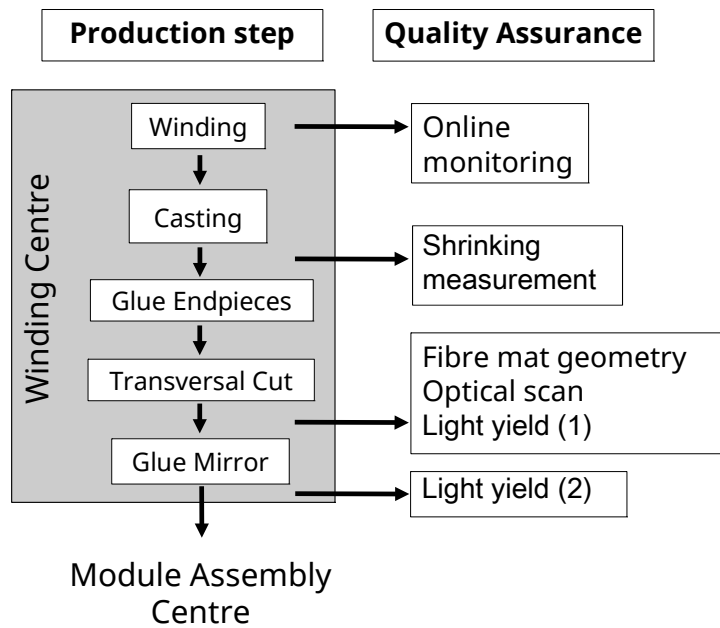 Production step
Quality Assurance
Winding Centre
Winding
Online
monitoring
Casting
Shrinking
measurement
Glue Endpieces
Transversal Cut
Fibre mat geometry
Optical scan
Light yield (1)
Glue Mirror
Light yield (2)
Module Assembly
Centre